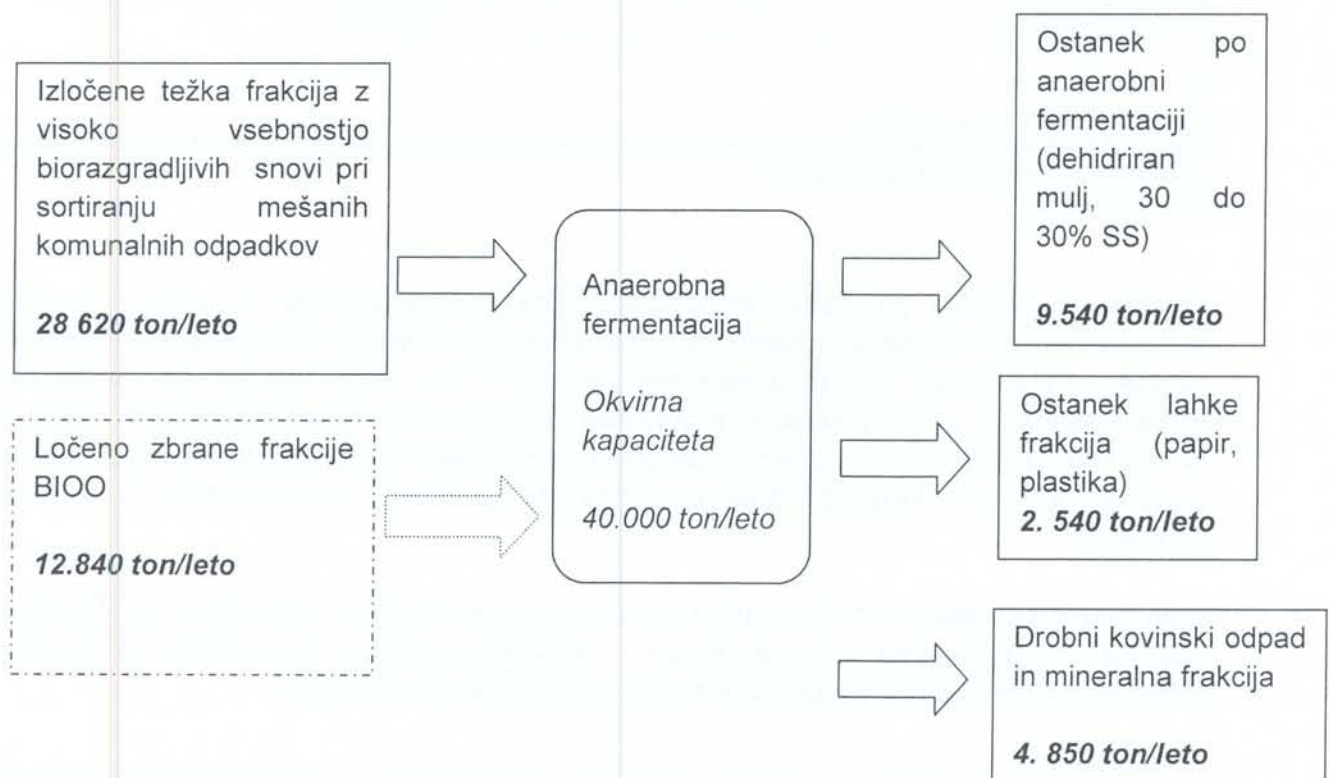 Izločene težka frakcija z
visoko vsebnostjo
biorazgradljivih snovi pri
sortiranju mešanih
komunalnih odpadkov
28 620 ton/leto
Ločeno zbrane frakcije
BIOO
12.840 ton/leto
Anaerobna
fermentacija
Okvirna
kapaciteta
40.000 ton/leto
Ostanek po
anaerobni
fermentaciji
(dehidriran
mulj, 30 do
30% SS)
9.540 ton/leto
Ostanek lahke
frakcija (papir,
plastika)
2. 540 ton/leto
Drobni kovinski odpad
in mineralna frakcija
4. 850 ton/leto